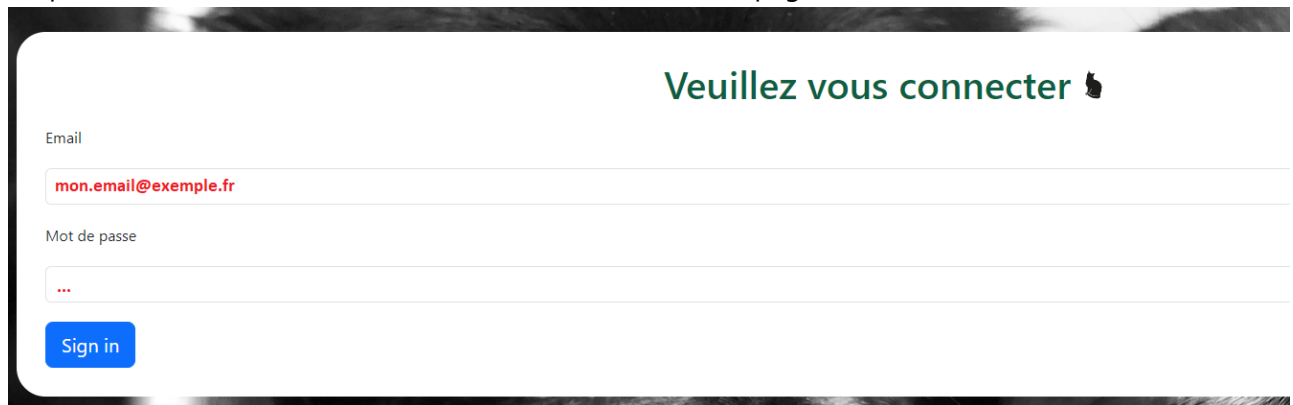 Veuillez vous connecter
Email
mon.email@exemple.fr
Mot de passe
...
Sign in